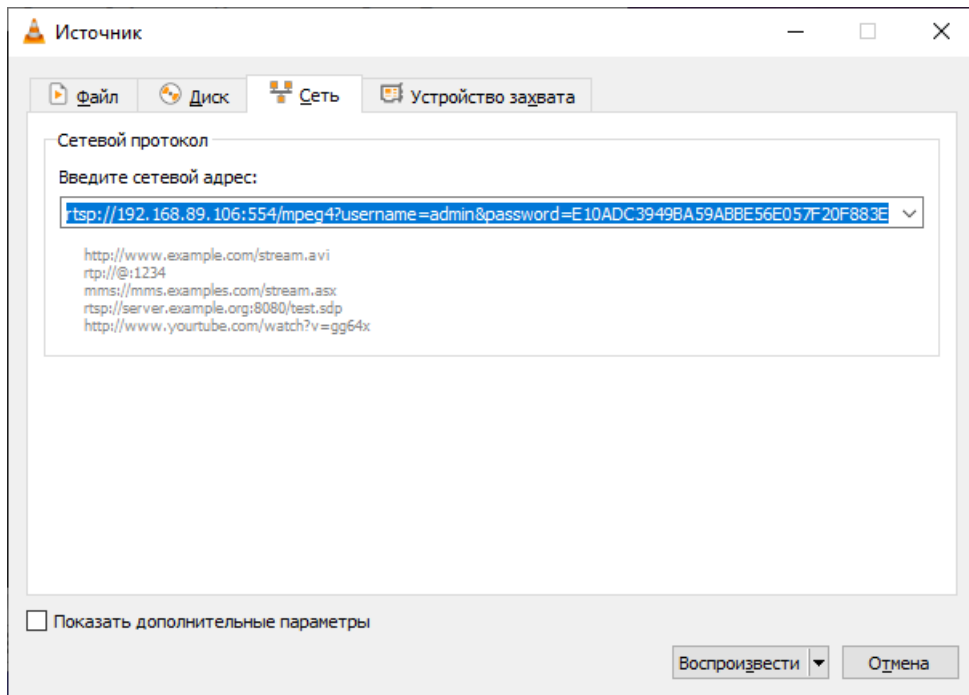 Источник
Файл
Диск
Сеть
Устройство захвата
Сетевой протокол
Введите сетевой адрес:
rtsp://192.168.89.106:554/mpeg4?username=admin&password=E10ADC3949BA59ABBE56E057F20F883E
http://www.example.com/stream.avi
rtp://@:1234
mms://mms.examples.com/stream.asx
rtsp://server.example.org:8080/test.sdp
http://www.yourtube.com/watch?v=gg64x
Показать дополнительные параметры
Воспроизвести
Отмена